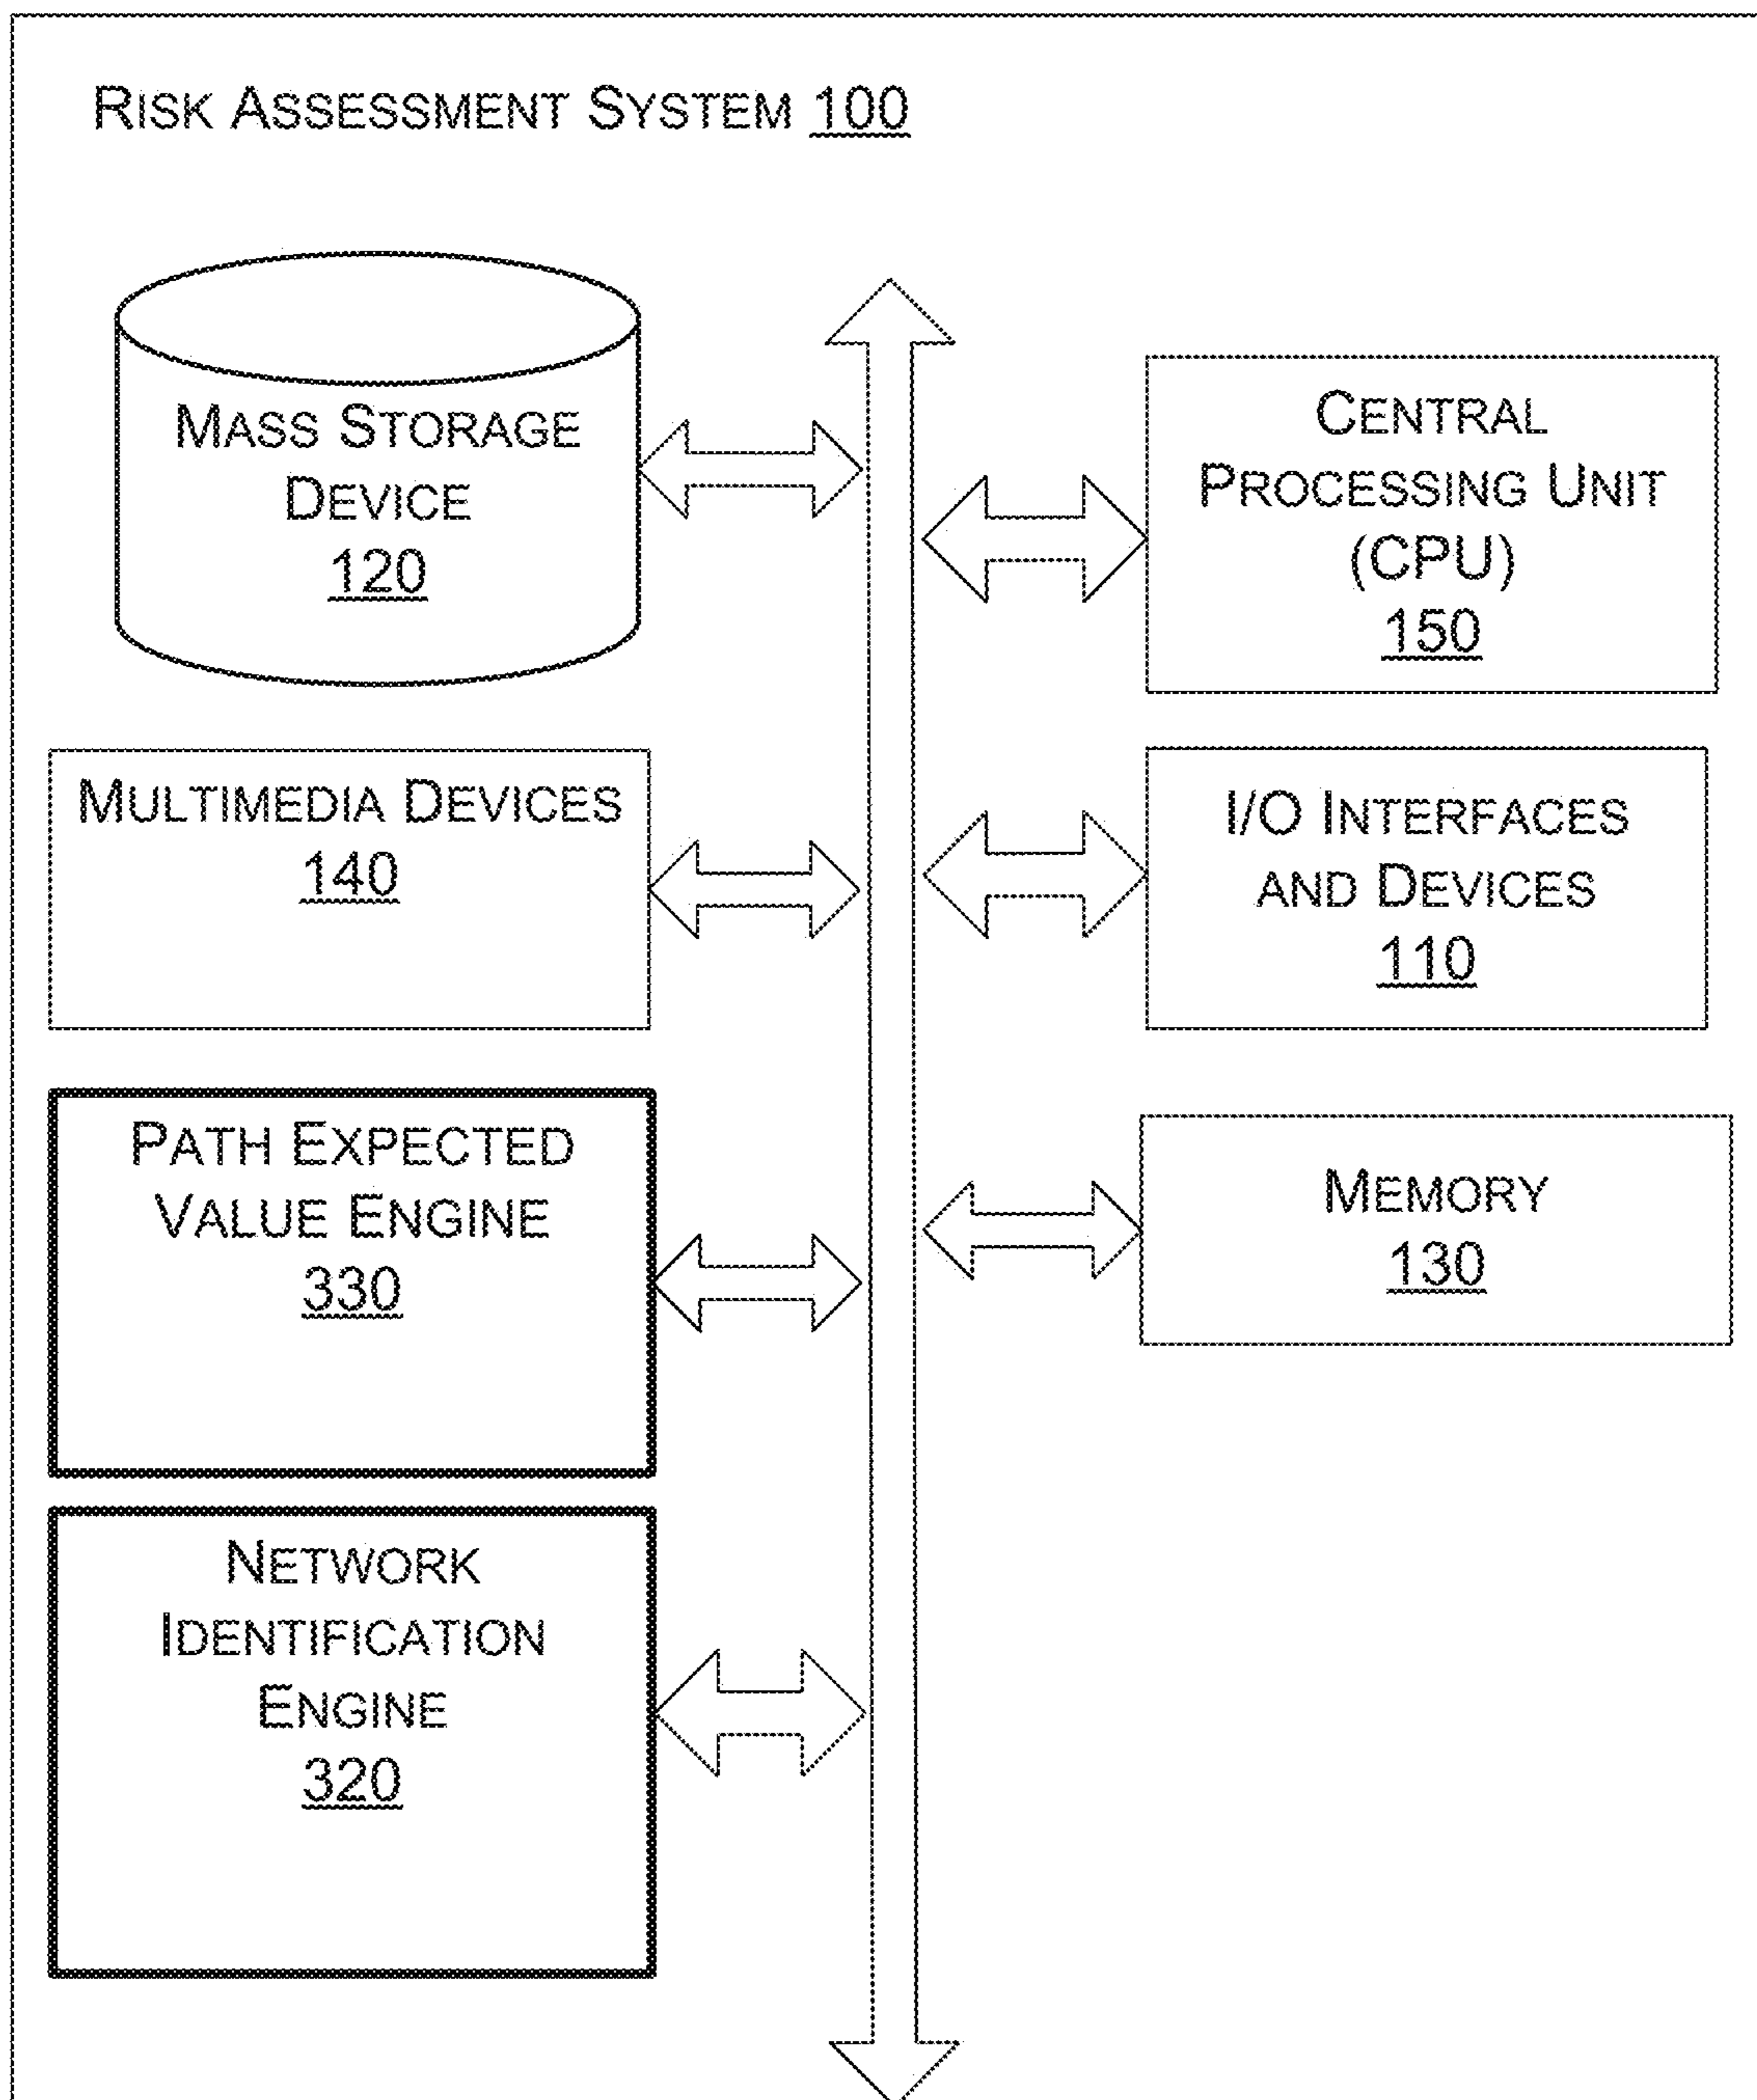 RISK ASSESSMENT SYSTEM 100
MASS STORAGE
DEVICE
120
CENTRAL
PROCESSING UNIT
(CPU)
150
MULTIMEDIA DEVICES
140
I/O INTERFACES
AND DEVICES
110
PATH EXPECTED
VALUE ENGINE
330
MEMORY
130
NETWORK
IDENTIFICATION
ENGINE
320